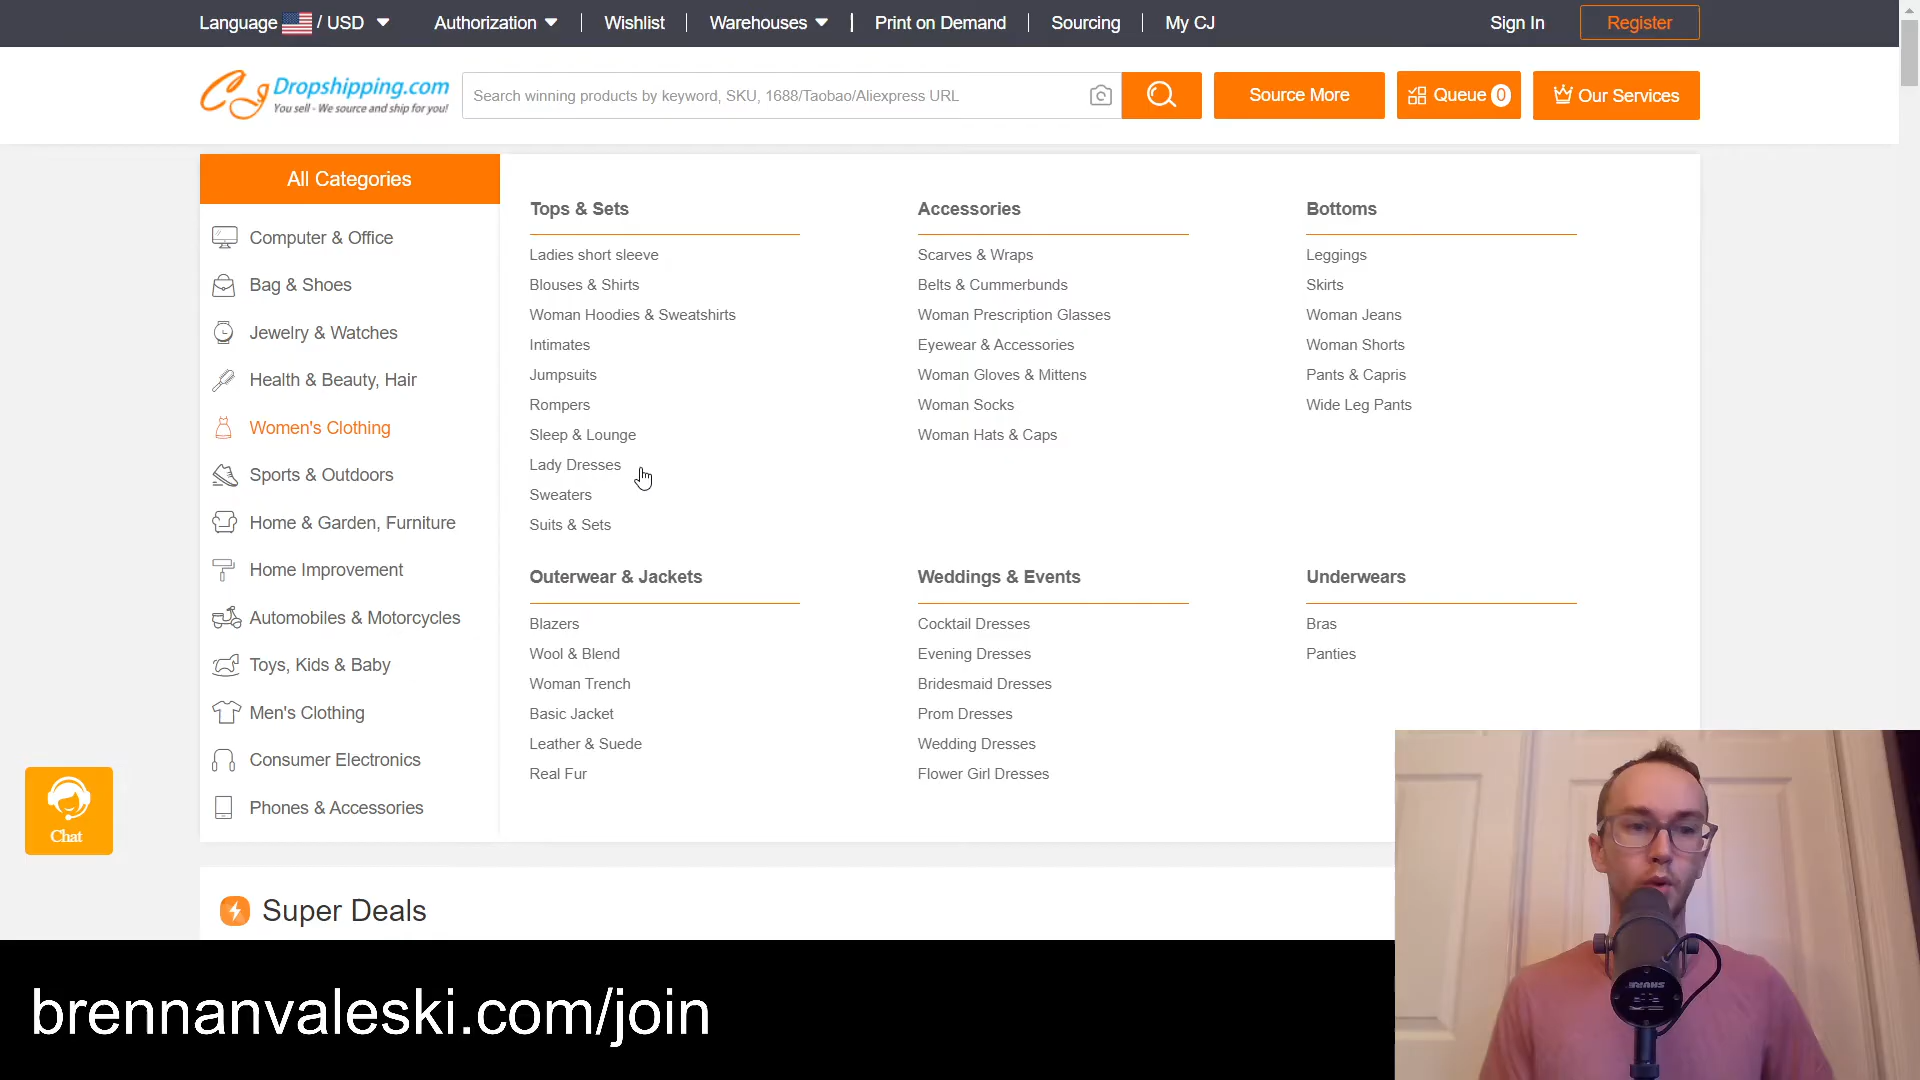 Language / USD Authorization Wishlist Warehouses Print on Demand Sourcing My CJ Sign In Register
CJ Dropshipping.com
You sell - We source and ship for you!
Search winning products by keyword, SKU, 1688/Taobao/Aliexpress URL
Source More
Queue 0
Our Services
All Categories
Computer & Office
Bag & Shoes
Jewelry & Watches
Health & Beauty, Hair
Women's Clothing
Sports & Outdoors
Home & Garden, Furniture
Home Improvement
Automobiles & Motorcycles
Toys, Kids & Baby
Men's Clothing
Consumer Electronics
Phones & Accessories
Tops & Sets
Ladies short sleeve
Blouses & Shirts
Woman Hoodies & Sweatshirts
Intimates
Jumpsuits
Rompers
Sleep & Lounge
Lady Dresses
Sweaters
Suits & Sets
Accessories
Scarves & Wraps
Belts & Cummerbunds
Woman Prescription Glasses
Eyewear & Accessories
Woman Gloves & Mittens
Woman Socks
Woman Hats & Caps
Bottoms
Leggings
Skirts
Woman Jeans
Woman Shorts
Pants & Capris
Wide Leg Pants
Outerwear & Jackets
Blazers
Wool & Blend
Woman Trench
Basic Jacket
Leather & Suede
Real Fur
Weddings & Events
Cocktail Dresses
Evening Dresses
Bridesmaid Dresses
Prom Dresses
Wedding Dresses
Flower Girl Dresses
Underwears
Bras
Panties
Chat
Super Deals
brennanvaleski.com/join
SHURE